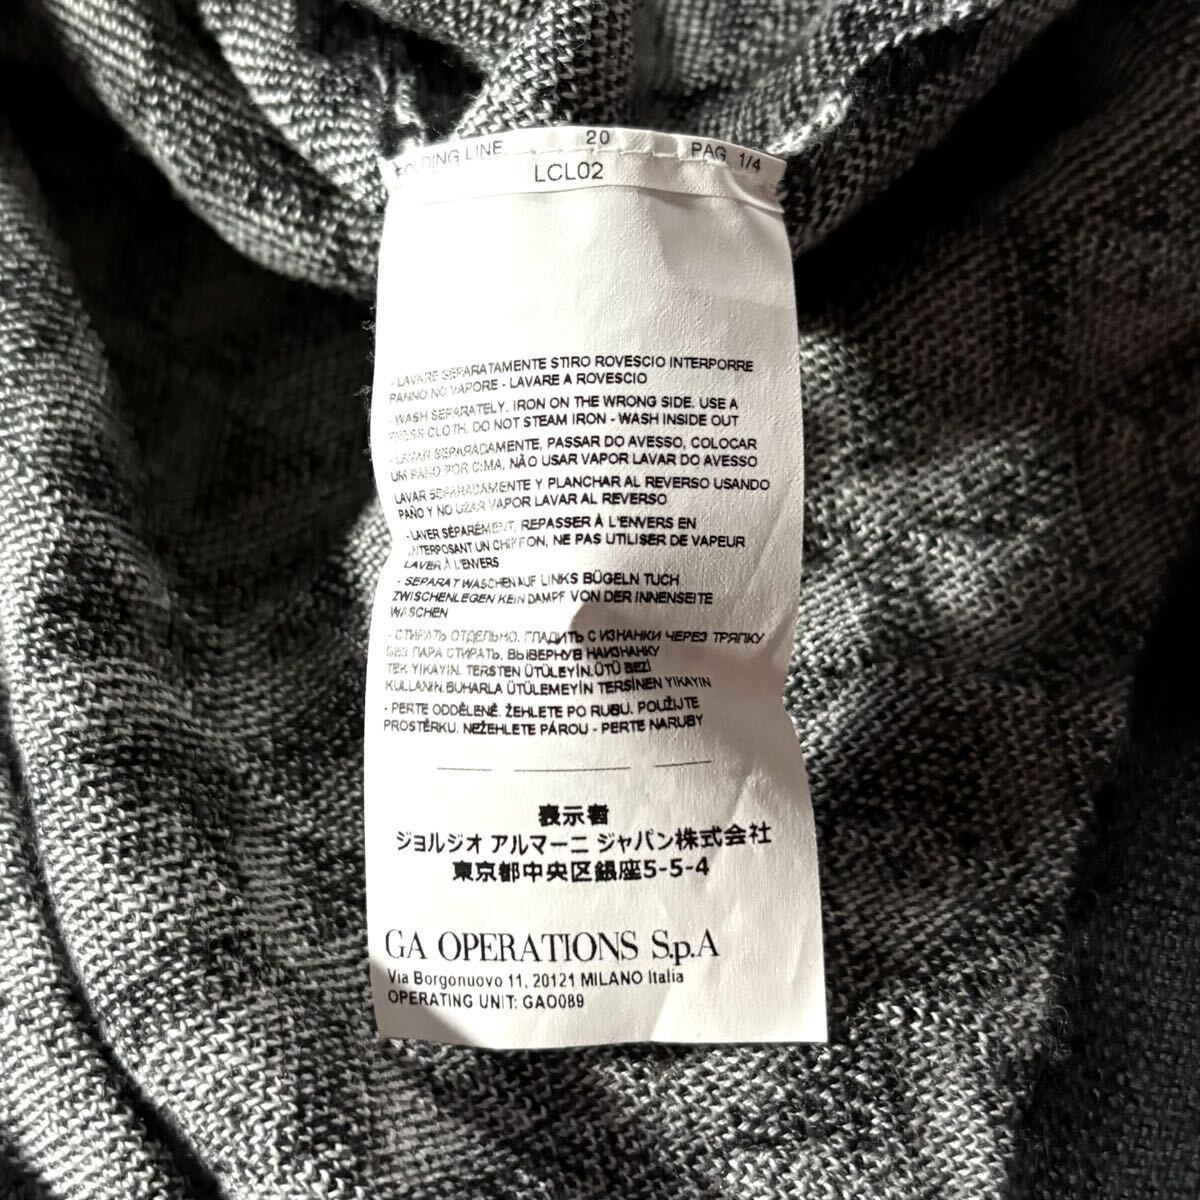 FOLDING LINE 20 PAG 1/4
LCL02
- LAVARE SEPARATAMENTE STIRO ROVESCIO INTERPORRE
PANNO NO VAPORE - LAVARE A ROVESCIO
- WASH SEPARATELY. IRON ON THE WRONG SIDE. USE A
PRESS CLOTH. DO NOT STEAM IRON - WASH INSIDE OUT
- LAVAR SEPARADAMENTE, PASSAR DO AVESSO, COLOCAR
UM PANO POR CIMA, NÃO USAR VAPOR LAVAR DO AVESSO
LAVAR SEPARADAMENTE Y PLANCHAR AL REVERSO USANDO
PAÑO Y NO UZAR VAPOR LAVAR AL REVERSO
- LAVER SÉPARÉMENT, REPASSER À L'ENVERS EN
INTERPOSANT UN CHIFFON, NE PAS UTILISER DE VAPEUR
LAVER À L'ENVERS
- SEPARAT WASCHEN AUF LINKS BÜGELN TUCH
ZWISCHENLEGEN KEIN DAMPF VON DER INNENSEITE
WASCHEN
- СТИРАТЬ ОТДЕЛЬНО. ГЛАДИТЬ С ИЗНАНКИ ЧЕРЕЗ ТРЯПКУ
БЕЗ ПАРА СТИРАТЬ, ВЫВЕРНУВ НАИЗНАНКУ
TEK YIKAYIN. TERSTEN ÜTÜLEYİN.ÜTÜ BEZİ
KULLANIN.BUHARLA ÜTÜLEMEYİN TERSİNEN YIKAYIN
- PERTE ODDĚLENĚ. ŽEHLETE PO RUBU. POUŽIJTE
PROSTĚRKU. NEŽEHLETE PÁROU - PERTE NARUBY
表示者
ジョルジオ アルマーニ ジャパン株式会社
東京都中央区銀座5-5-4
GA OPERATIONS S.p.A
Via Borgonuovo 11, 20121 MILANO Italia
OPERATING UNIT: GAO089